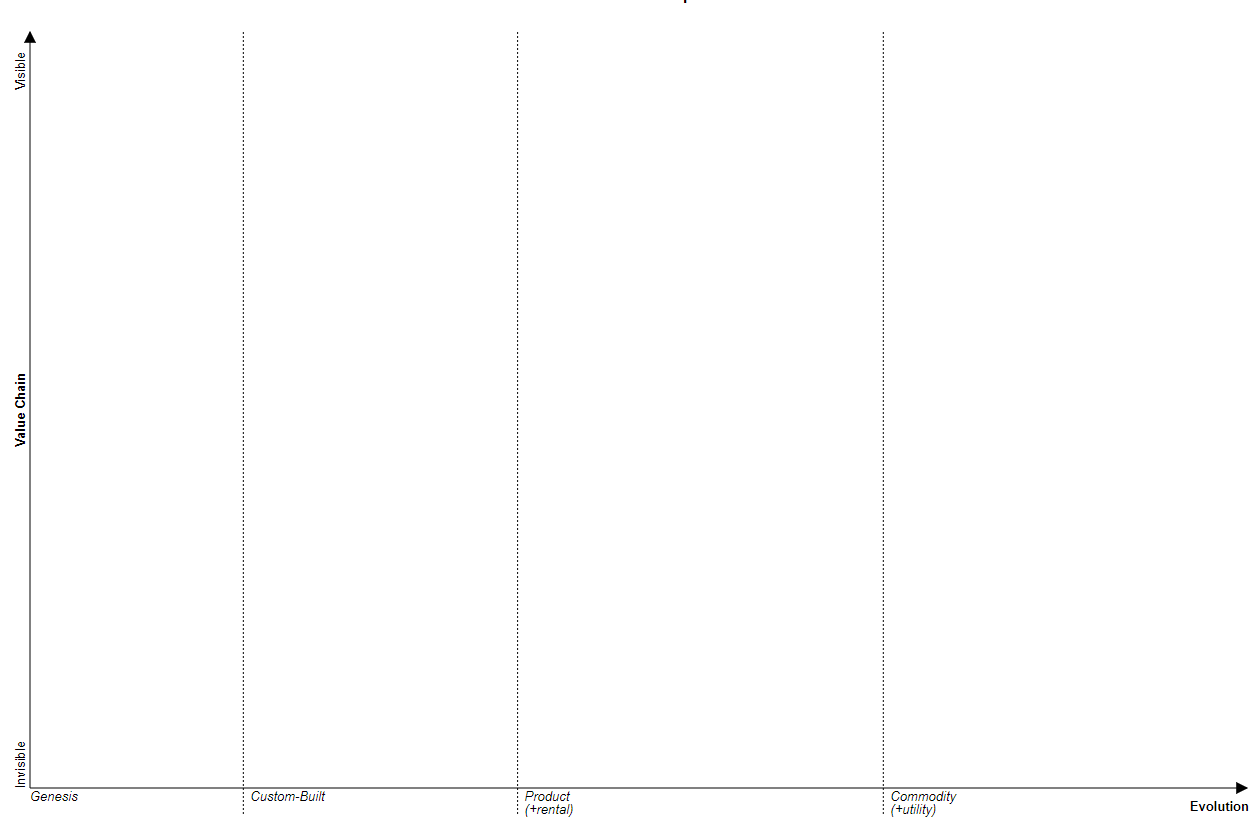 Visible
Value Chain
Invisible
Genesis
Custom-Built
Product
(+rental)
Commodity
(+utility)
Evolution